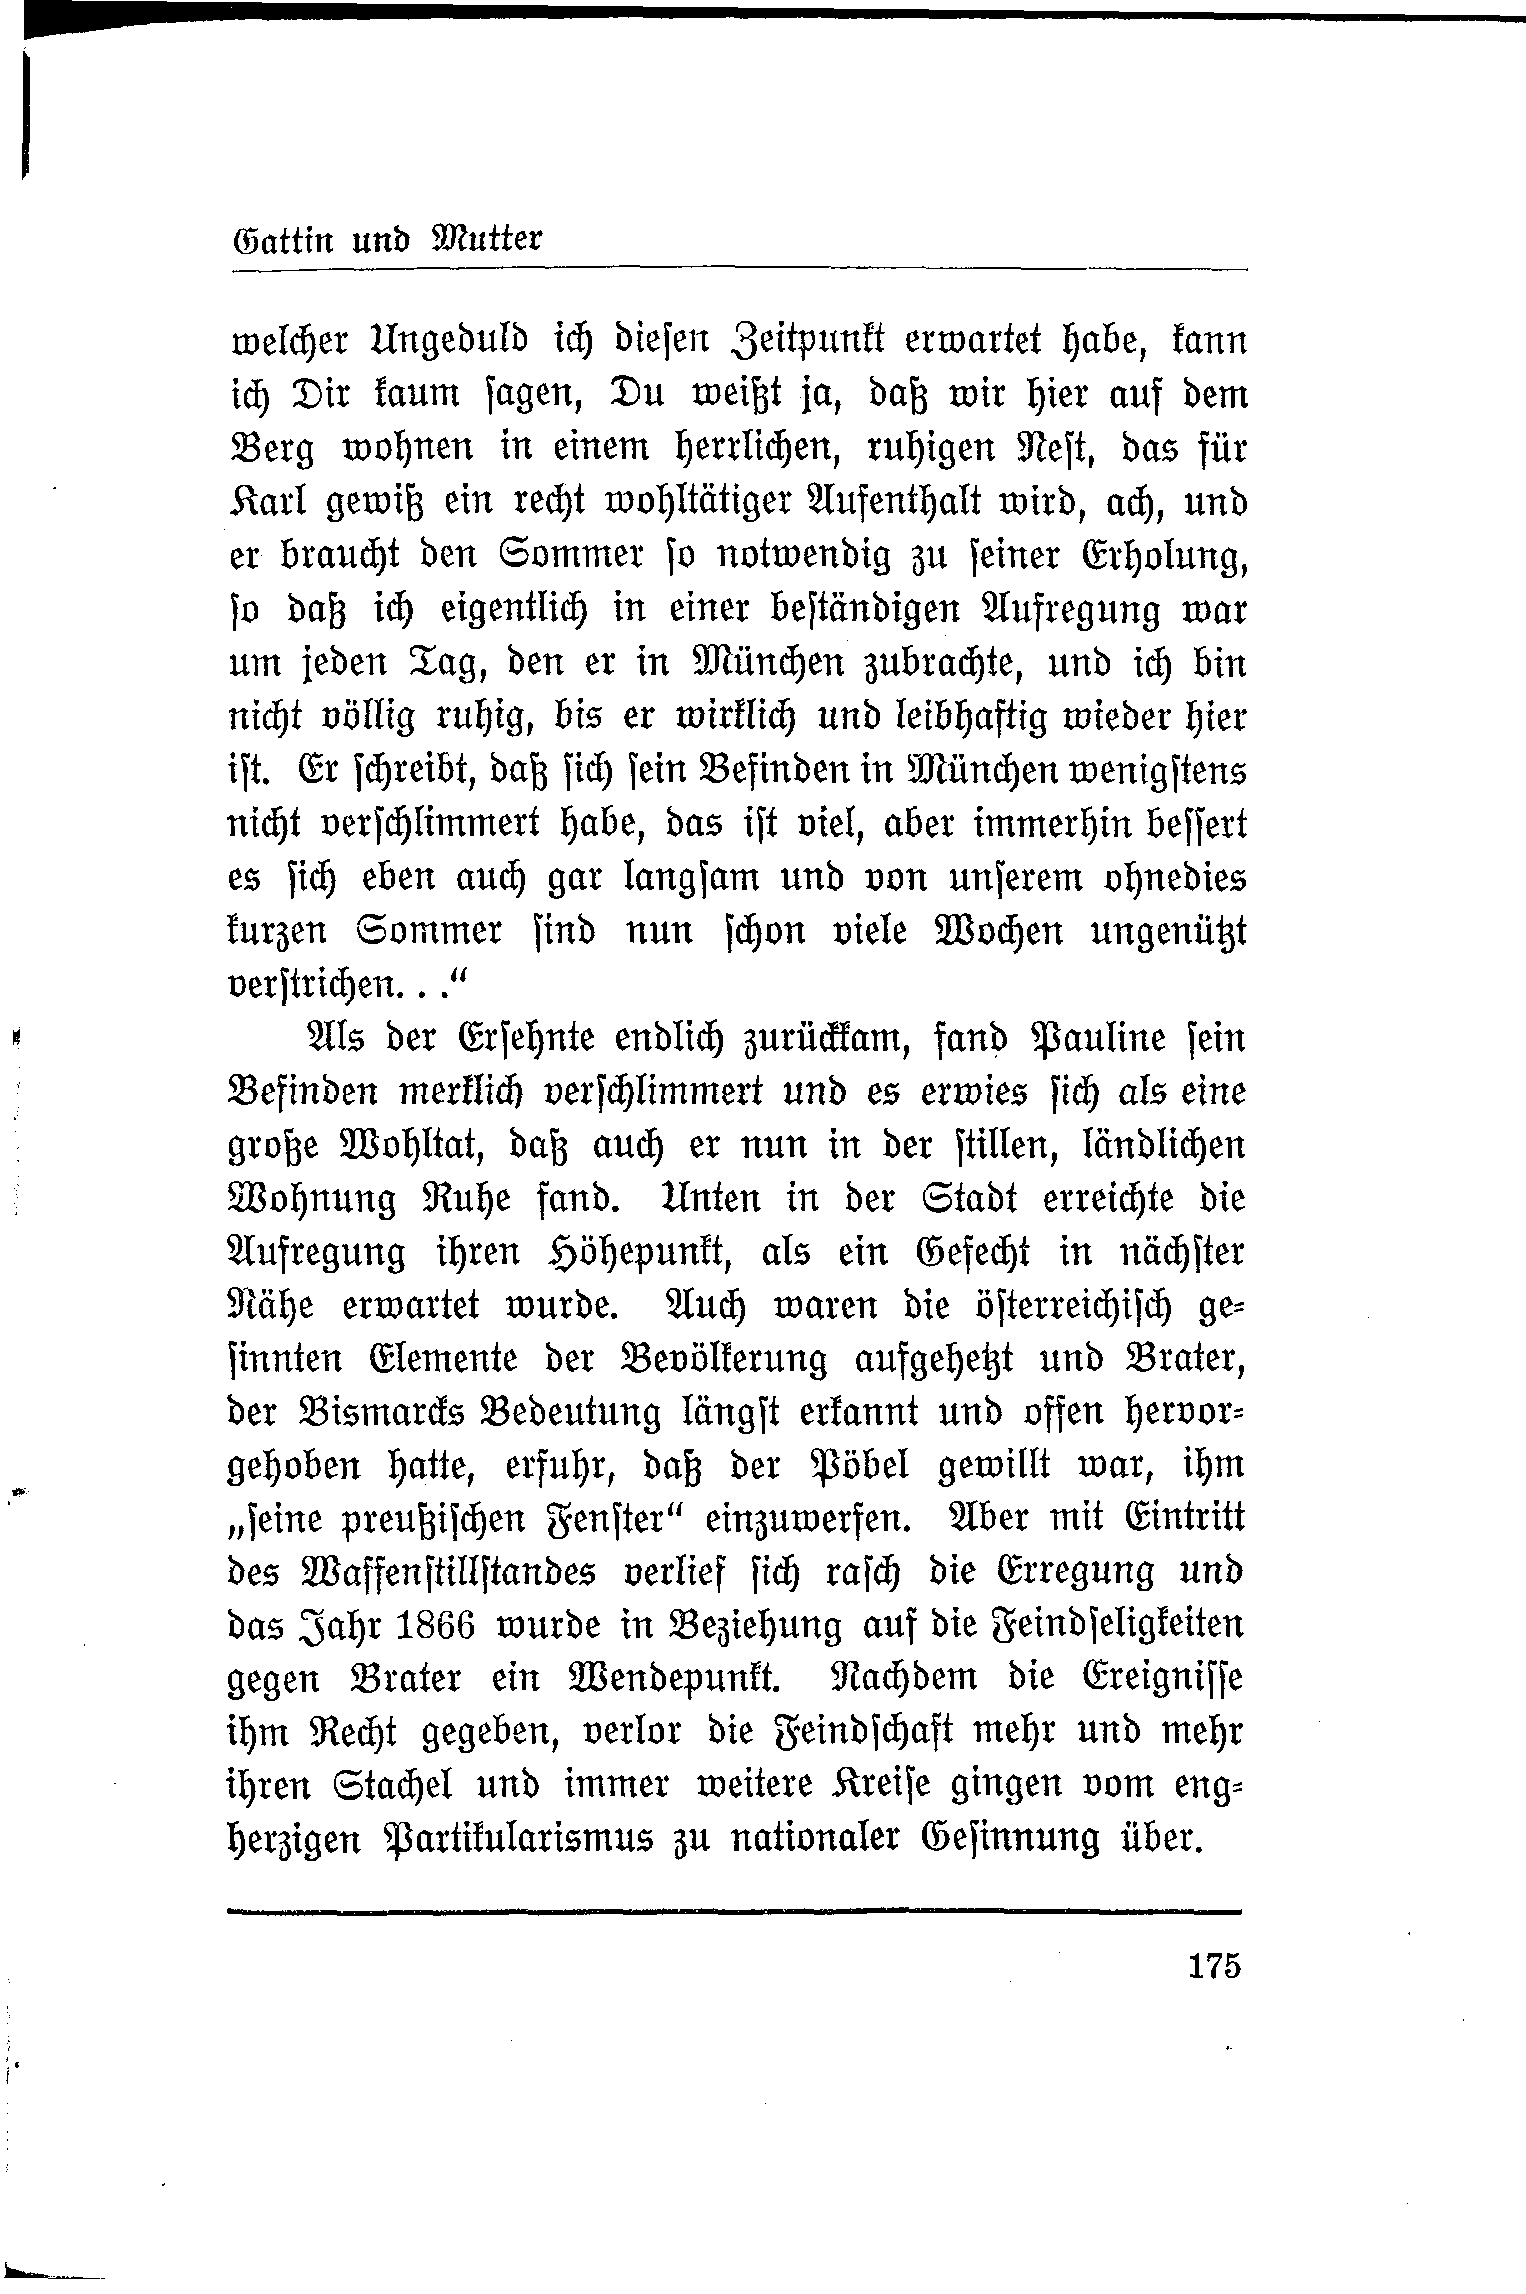 Gattin und Mutter
welcher Ungeduld ich diesen Zeitpunkt erwartet habe, kann
ich Dir kaum sagen, Du weißt ja, daß wir hier auf dem
Berg wohnen in einem herrlichen, ruhigen Nest, das für
Karl gewiß ein recht wohltätiger Aufenthalt wird, ach, und
er braucht den Sommer so notwendig zu seiner Erholung,
so daß ich eigentlich in einer beständigen Aufregung war
um jeden Tag, den er in München zubrachte, und ich bin
nicht völlig ruhig, bis er wirklich und leibhaftig wieder hier
ist. Er schreibt, daß sich sein Befinden in München wenigstens
nicht verschlimmert habe, das ist viel, aber immerhin bessert
es sich eben auch gar langsam und von unserem ohnedies
kurzen Sommer sind nun schon viele Wochen ungenützt
verstrichen. . .“
Als der Ersehnte endlich zurückkam, fand Pauline sein
Befinden merklich verschlimmert und es erwies sich als eine
große Wohltat, daß auch er nun in der stillen, ländlichen
Wohnung Ruhe fand. Unten in der Stadt erreichte die
Aufregung ihren Höhepunkt, als ein Gefecht in nächster
Nähe erwartet wurde. Auch waren die österreichisch ge-
sinnten Elemente der Bevölkerung aufgehetzt und Brater,
der Bismarcks Bedeutung längst erkannt und offen hervor-
gehoben hatte, erfuhr, daß der Pöbel gewillt war, ihm
„seine preußischen Fenster“ einzuwerfen. Aber mit Eintritt
des Waffenstillstandes verlief sich rasch die Erregung und
das Jahr 1866 wurde in Beziehung auf die Feindseligkeiten
gegen Brater ein Wendepunkt. Nachdem die Ereignisse
ihm Recht gegeben, verlor die Feindschaft mehr und mehr
ihren Stachel und immer weitere Kreise gingen vom eng-
herzigen Partikularismus zu nationaler Gesinnung über.
175